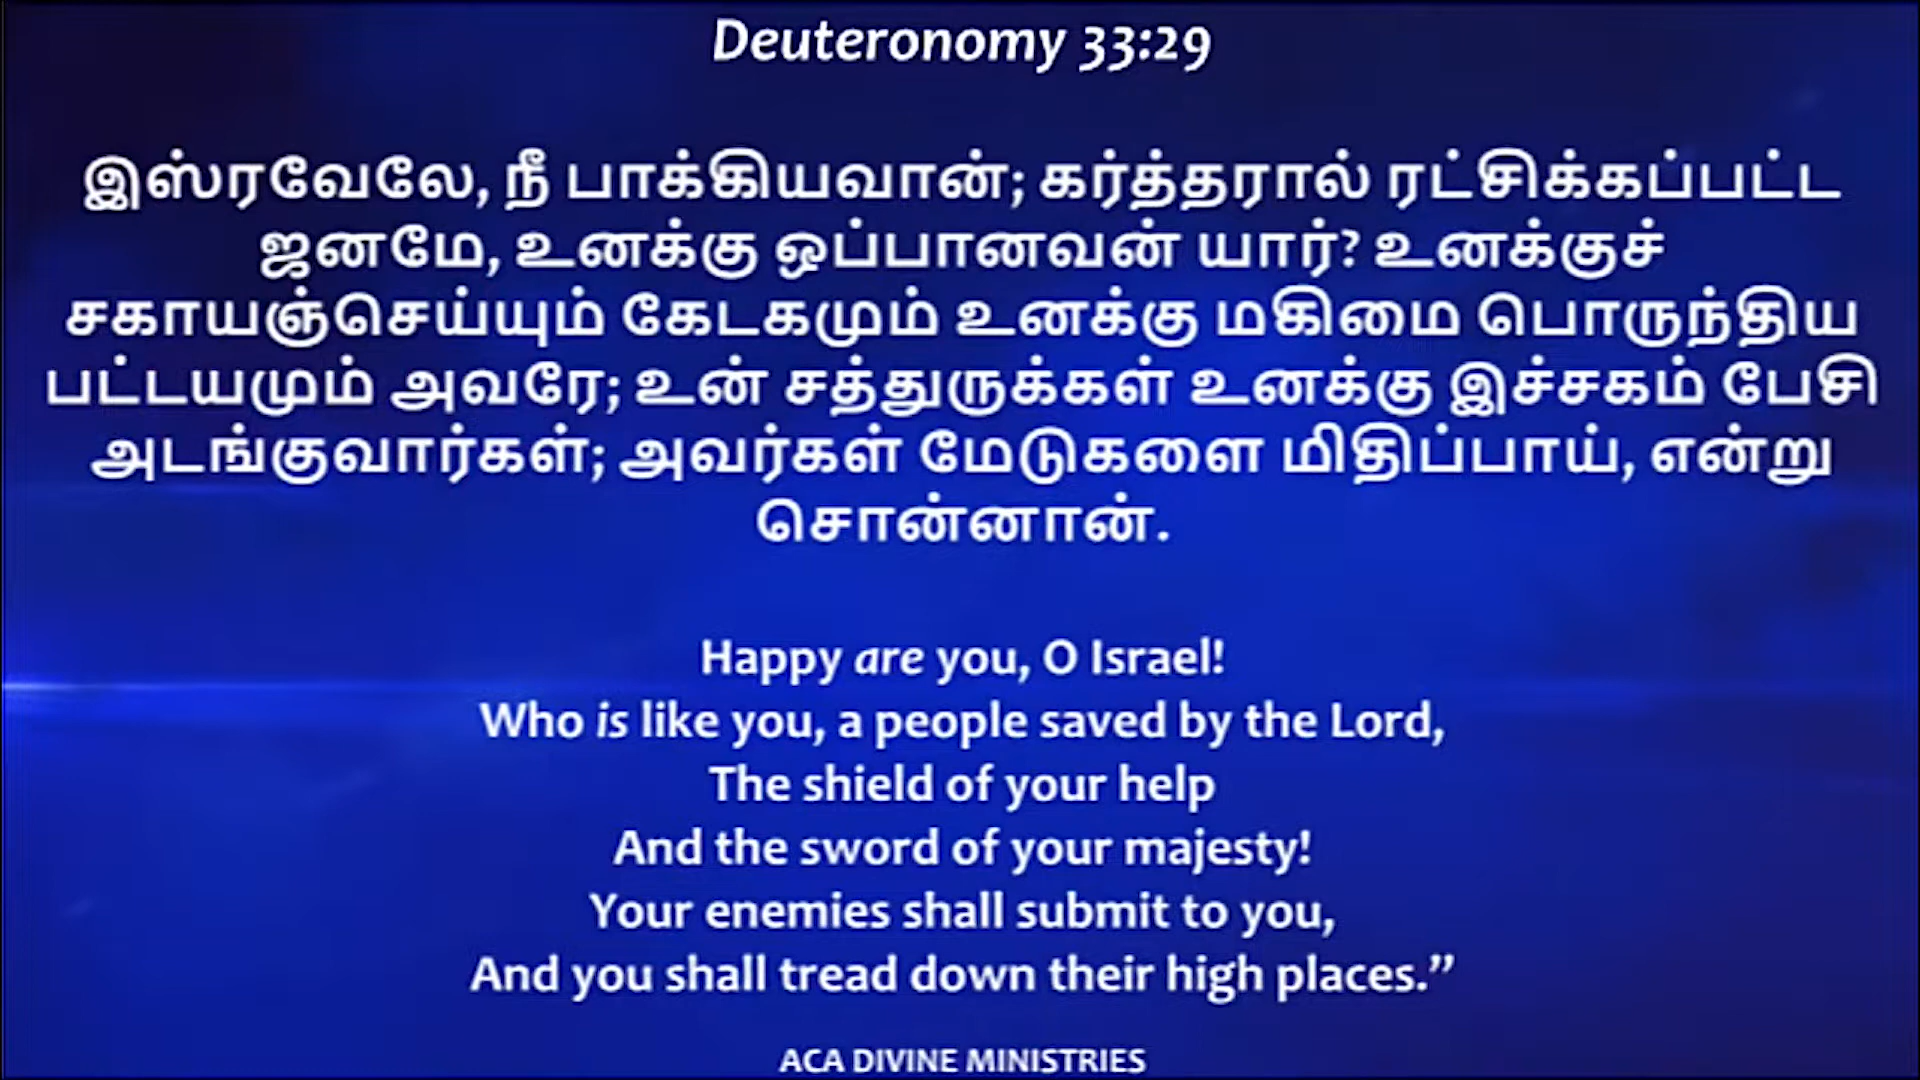 Deuteronomy 33:29
இஸ்ரவேலே, நீ பாக்கியவான்; கர்த்தரால் ரட்சிக்கப்பட்ட
ஜனமே, உனக்கு ஒப்பானவன் யார்? உனக்குச்
சகாயஞ்செய்யும் கேடகமும் உனக்கு மகிமை பொருந்திய
பட்டயமும் அவரே; உன் சத்துருக்கள் உனக்கு இச்சகம் பேசி
அடங்குவார்கள்; அவர்கள் மேடுகளை மிதிப்பாய், என்று
சொன்னான்.
Happy are you, O Israel!
Who is like you, a people saved by the Lord,
The shield of your help
And the sword of your majesty!
Your enemies shall submit to you,
And you shall tread down their high places.”
ACA DIVINE MINISTRIES